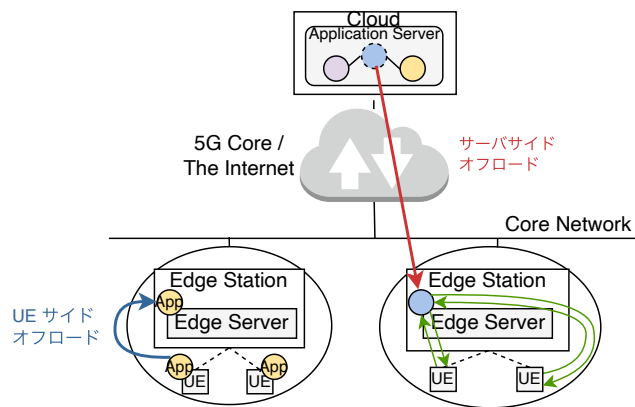 Cloud
Application Server
5G Core /
The Internet
サーバサイド
オフロード
Core Network
Edge Station
App
Edge Server
UE サイド
オフロード
App
UE
App
UE
Edge Station
Edge Server
UE
UE